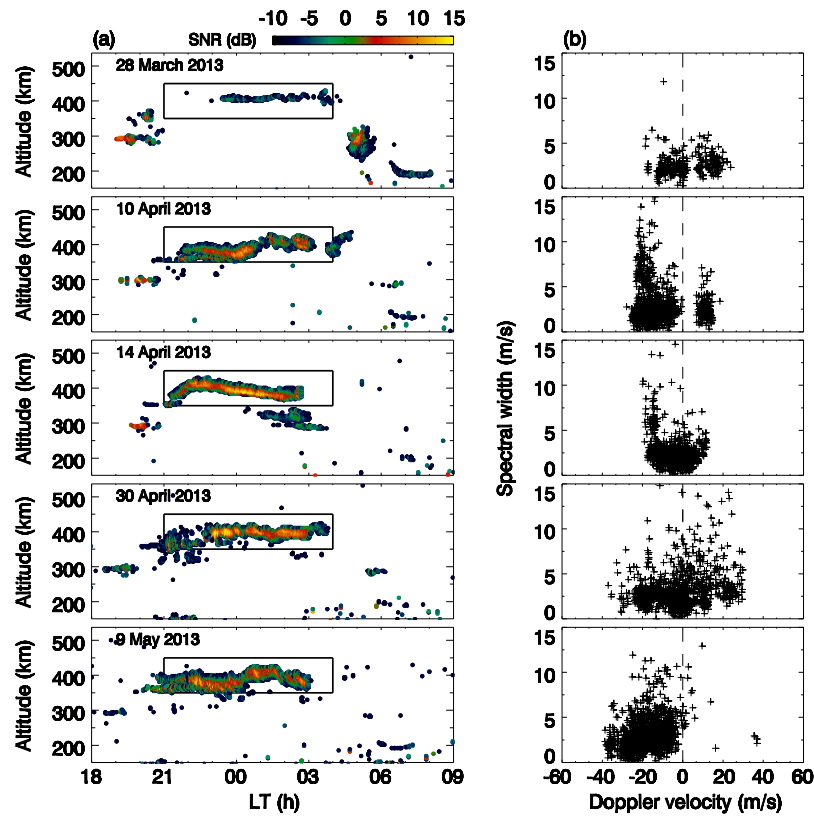 -10 -5 0 5 10 15
(a) SNR (dB) (b)
28 March 2013
500
400
300
200
Altitude (km)
15
10
5
0
10 April 2013
500
400
300
200
Altitude (km)
15
10
5
0
14 April 2013
500
400
300
200
Altitude (km)
15
10
5
0
Spectral width (m/s)
30 April 2013
500
400
300
200
Altitude (km)
15
10
5
0
9 May 2013
500
400
300
200
Altitude (km)
15
10
5
0
18 21 00 03 06 09
LT (h)
-60 -40 -20 0 20 40 60
Doppler velocity (m/s)